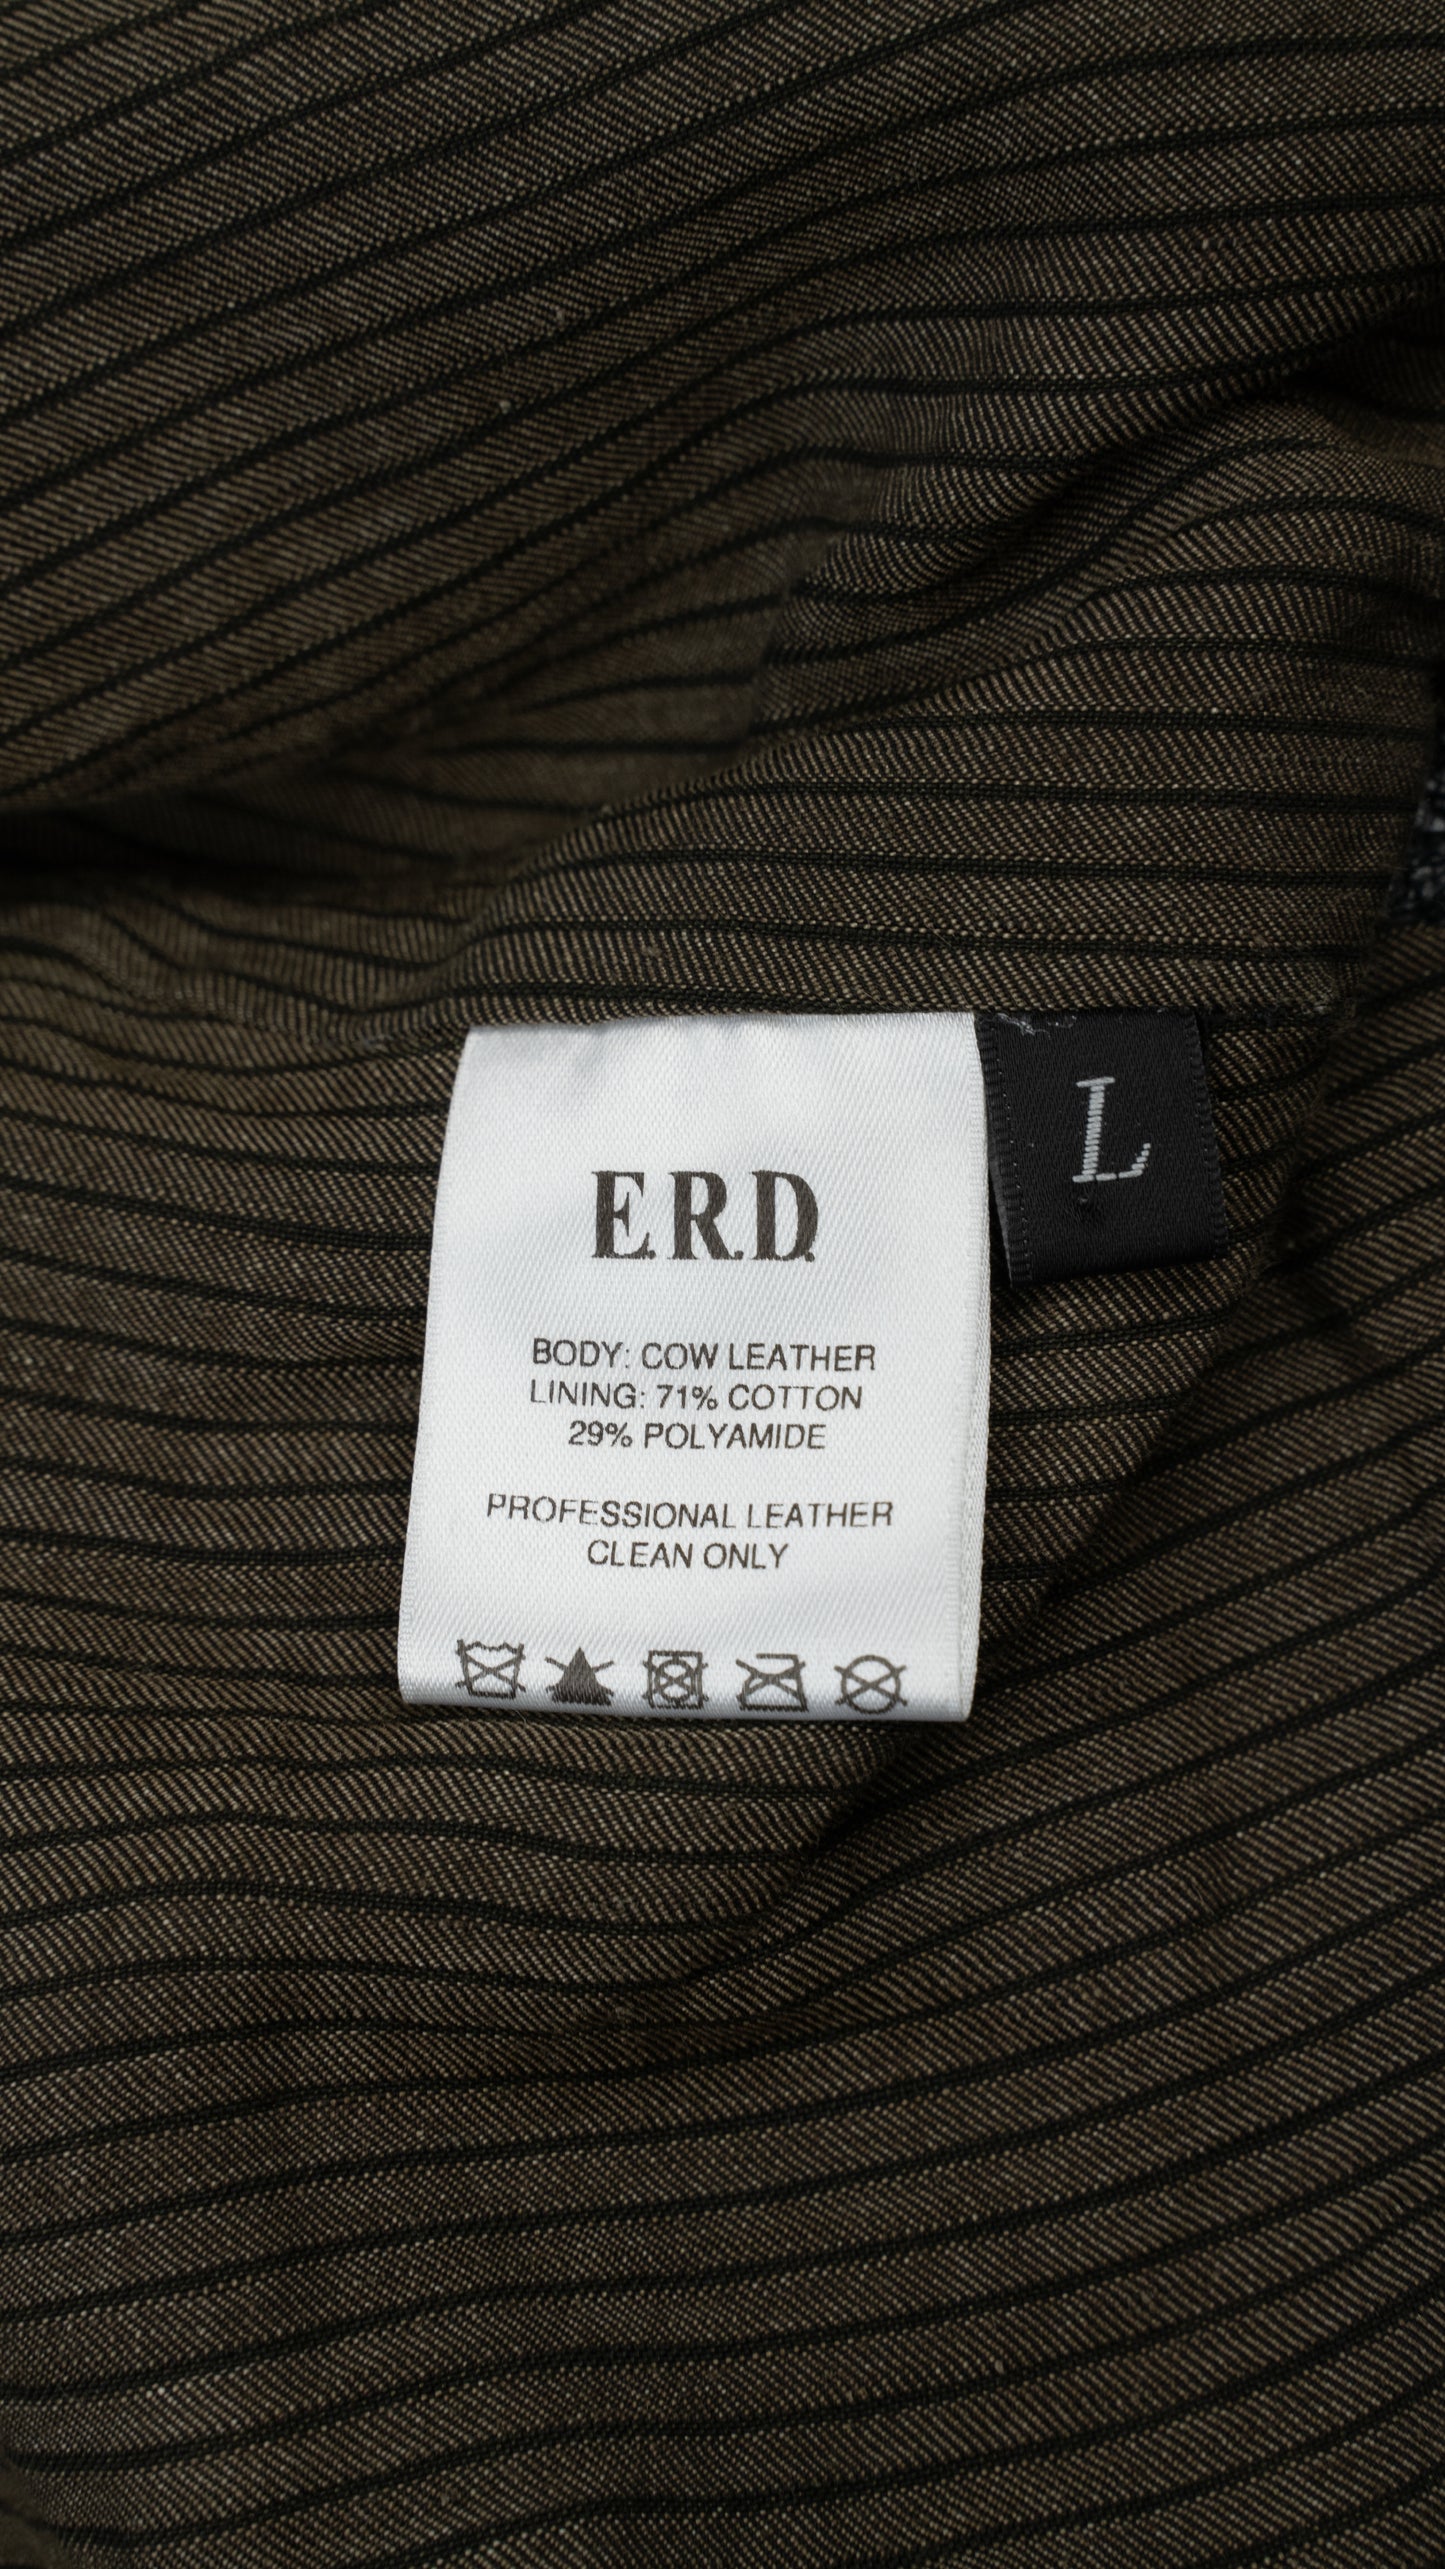 E.R.D.
L
BODY: COW LEATHER
LINING: 71% COTTON
29% POLYAMIDE
PROFESSIONAL LEATHER
CLEAN ONLY